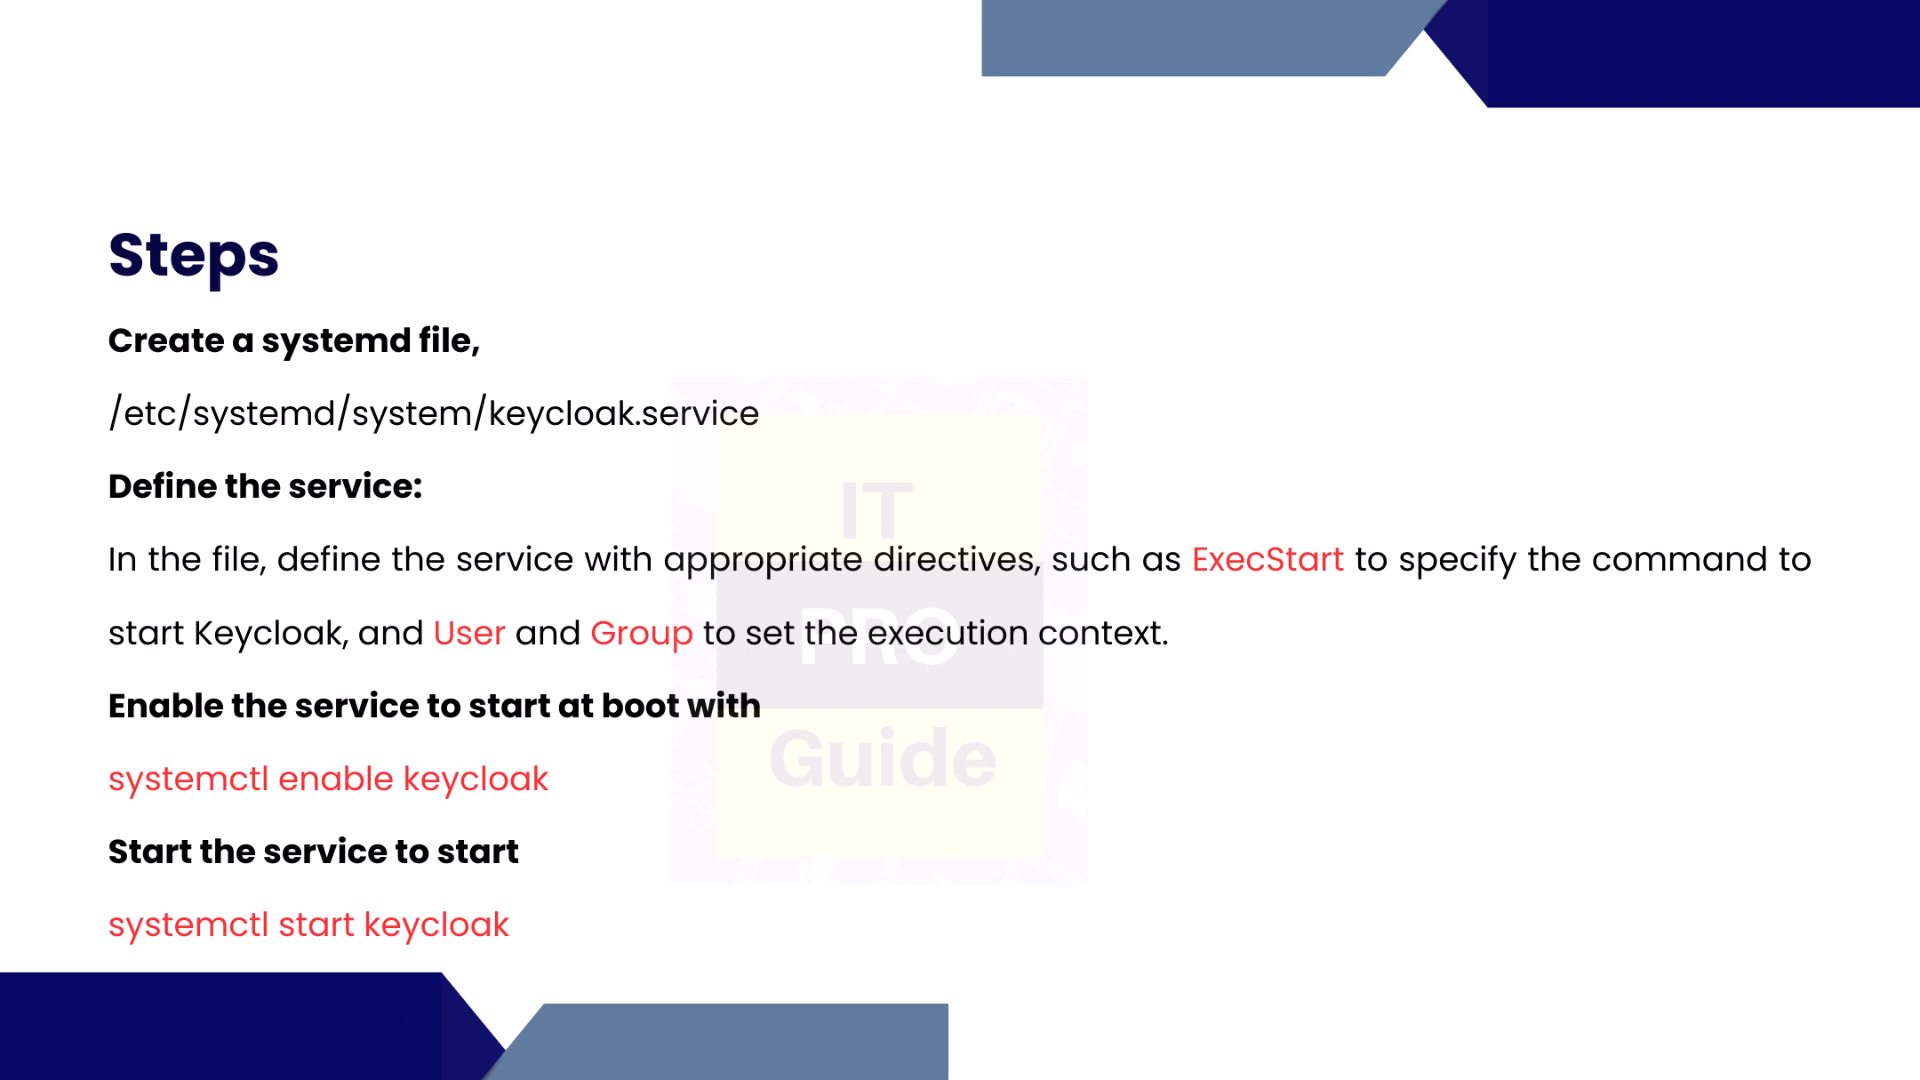 Steps
Create a systemd file,
/etc/systemd/system/keycloak.service
Define the service:
In the file, define the service with appropriate directives, such as ExecStart to specify the command to
start Keycloak, and User and Group to set the execution context.
Enable the service to start at boot with
systemctl enable keycloak
Start the service to start
systemctl start keycloak
IT
PRO
Guide